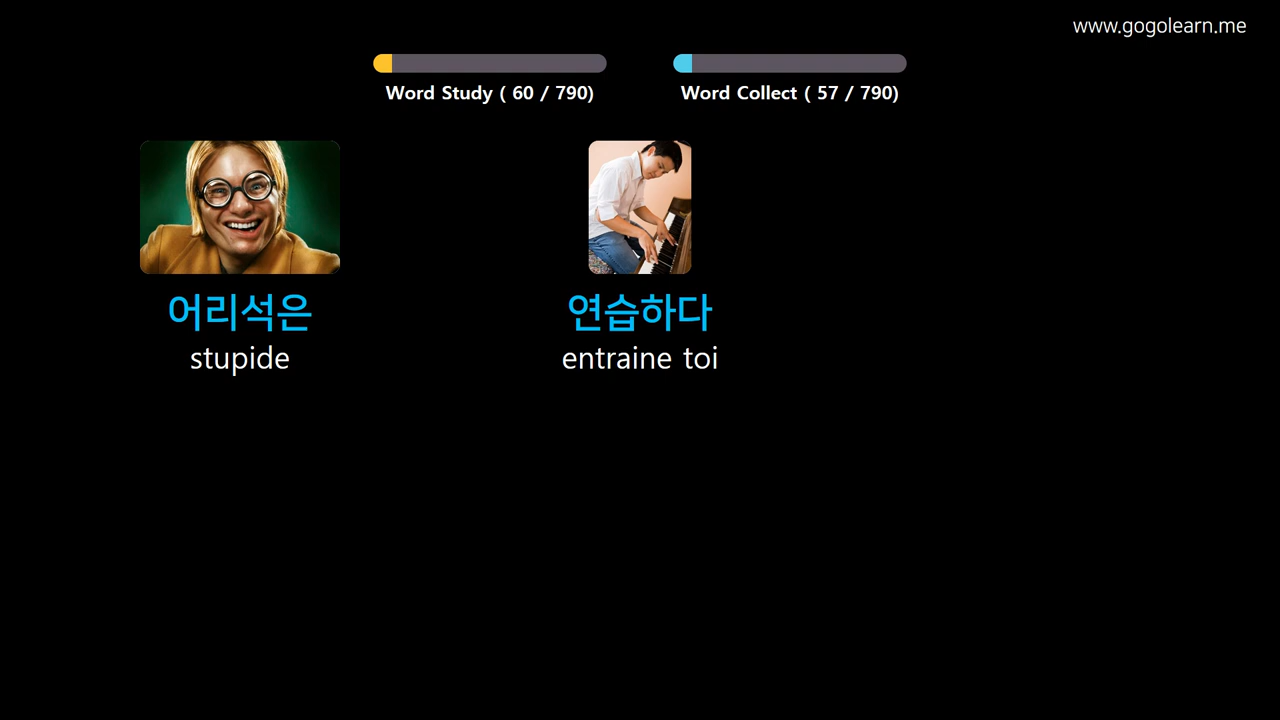 www.gogolearn.me
Word Study ( 60 / 790)
Word Collect ( 57 / 790)
어리석은
stupide
연습하다
entraine toi